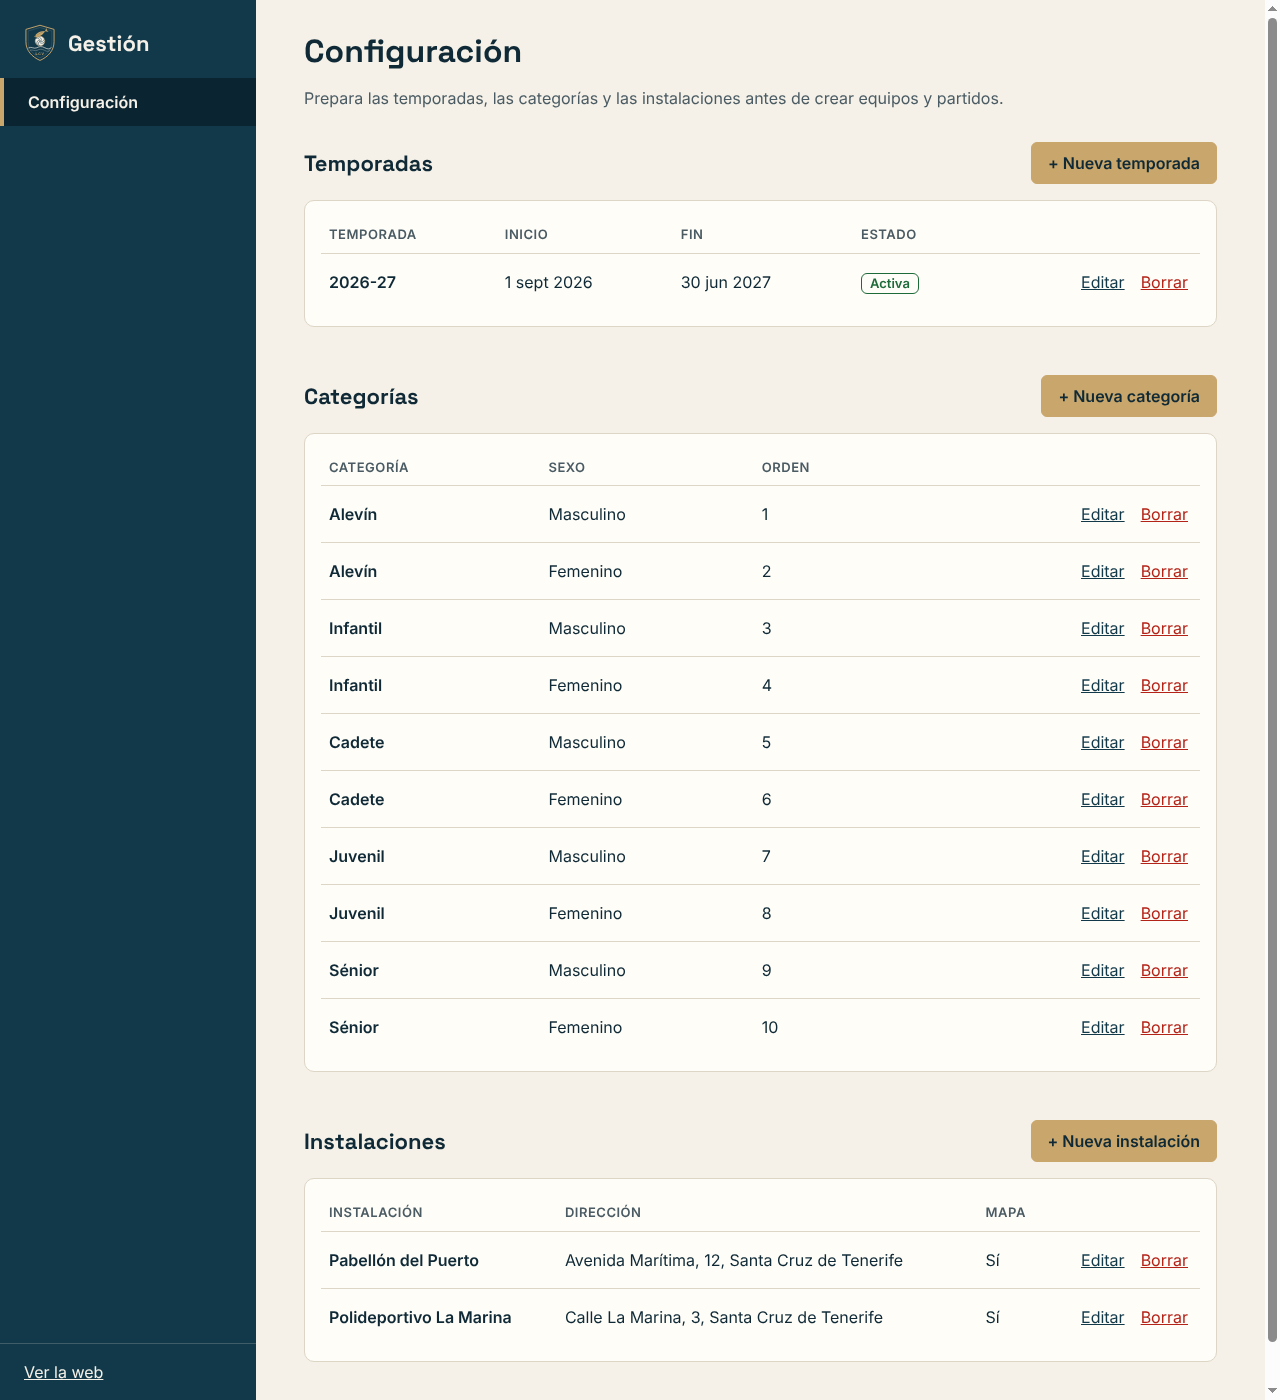 Gestión
Configuración
Configuración
Prepara las temporadas, las categorías y las instalaciones antes de crear equipos y partidos.
Temporadas
+ Nueva temporada
TEMPORADA INICIO FIN ESTADO
2026-27 1 sept 2026 30 jun 2027 Activa Editar Borrar
Categorías
+ Nueva categoría
CATEGORÍA SEXO ORDEN
Alevín Masculino 1 Editar Borrar
Alevín Femenino 2 Editar Borrar
Infantil Masculino 3 Editar Borrar
Infantil Femenino 4 Editar Borrar
Cadete Masculino 5 Editar Borrar
Cadete Femenino 6 Editar Borrar
Juvenil Masculino 7 Editar Borrar
Juvenil Femenino 8 Editar Borrar
Sénior Masculino 9 Editar Borrar
Sénior Femenino 10 Editar Borrar
Instalaciones
+ Nueva instalación
INSTALACIÓN DIRECCIÓN MAPA
Pabellón del Puerto Avenida Marítima, 12, Santa Cruz de Tenerife Sí Editar Borrar
Polideportivo La Marina Calle La Marina, 3, Santa Cruz de Tenerife Sí Editar Borrar
Ver la web